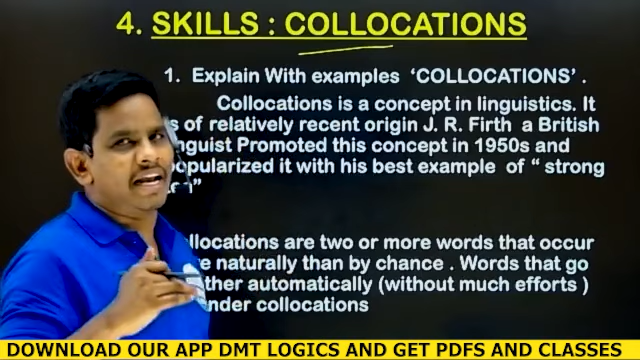 4. SKILLS : COLLOCATIONS
1. Explain With examples ‘COLLOCATIONS’ .
Collocations is a concept in linguistics. It
of relatively recent origin J. R. Firth a British
Promoted this concept in 1950s and
popularized it with his best example of “ strong
are two or more words that occur
naturally than by chance . Words that go
automatically (without much efforts )
collocations
DOWNLOAD OUR APP DMT LOGICS AND GET PDFS AND CLASSES